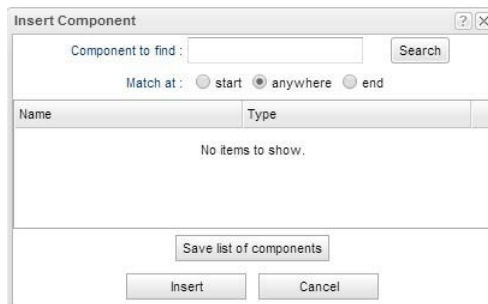 Insert Component ? X
Component to find : Search
Match at : start anywhere end
Name Type
No items to show.
Save list of components
Insert Cancel